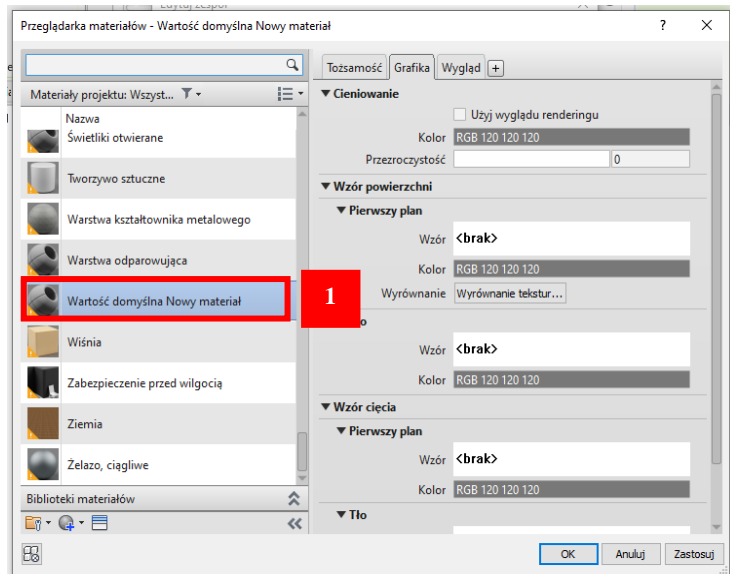 Edytuj zespół
Przeglądarka materiałów - Wartość domyślna Nowy materiał ? X
Tożsamość Grafika Wygląd +
Materiały projektu: Wszyst...
Nazwa
Świetliki otwierane
Tworzywo sztuczne
Warstwa kształtownika metalowego
Warstwa odparowująca
Wartość domyślna Nowy materiał
1
Wiśnia
Zabezpieczenie przed wilgocią
Ziemia
Żelazo, ciągliwe
Biblioteki materiałów
Cieniowanie
Użyj wyglądu renderingu
Kolor RGB 120 120 120
Przezroczystość 0
Wzór powierzchni
Pierwszy plan
Wzór <brak>
Kolor RGB 120 120 120
Wyrównanie Wyrównanie tekstur...
o
Wzór <brak>
Kolor RGB 120 120 120
Wzór cięcia
Pierwszy plan
Wzór <brak>
Kolor RGB 120 120 120
Tło
OK Anuluj Zastosuj